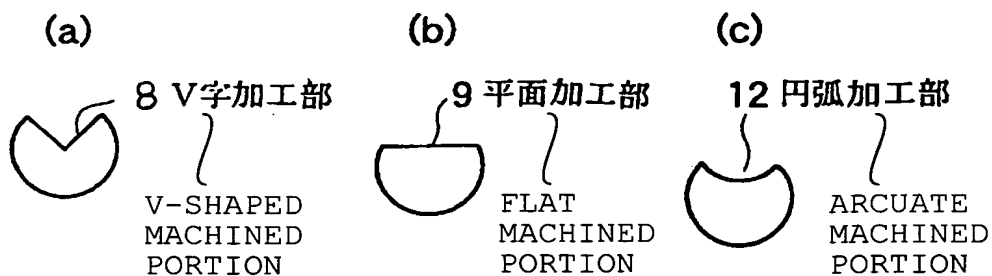 (a)
(b)
(c)
8 V字加工部
9 平面加工部
12 円弧加工部
V-SHAPED
MACHINED
PORTION
FLAT
MACHINED
PORTION
ARCUATE
MACHINED
PORTION